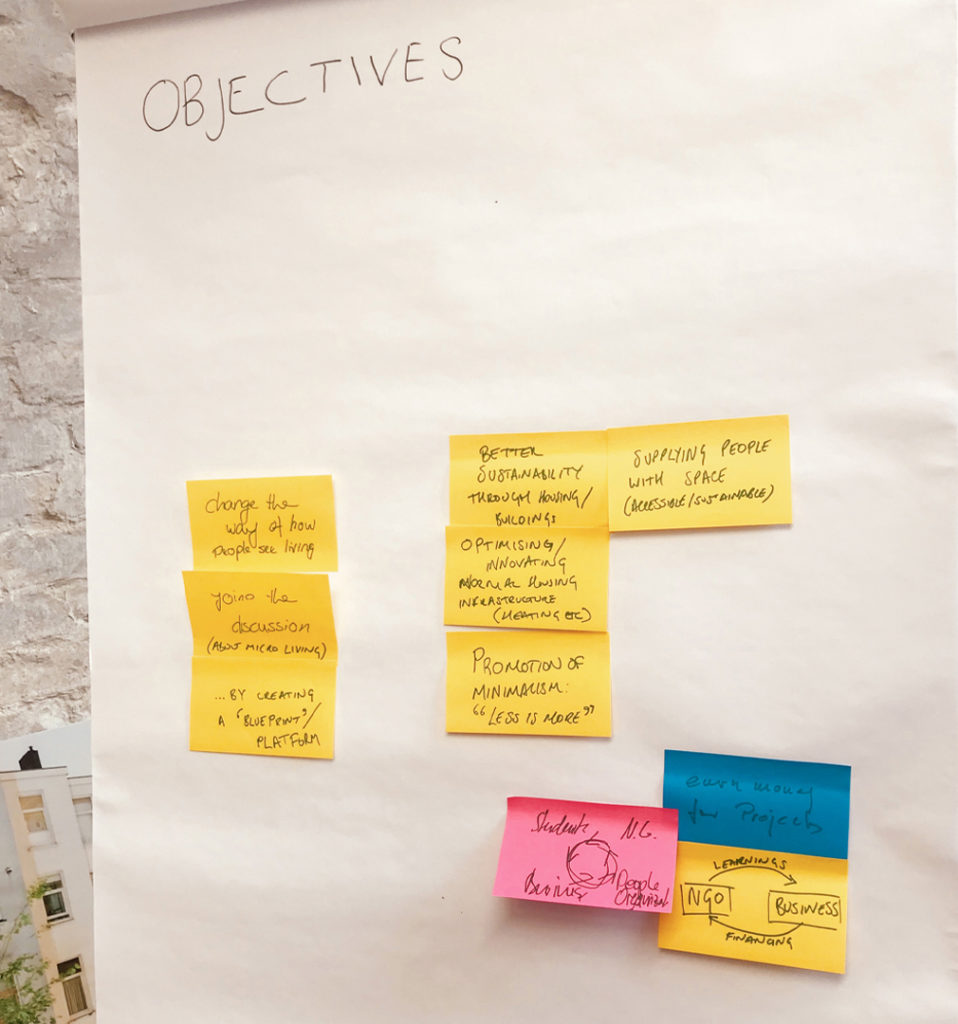 OBJECTIVES
change the
way of how
people see living
joino the
discussion
(ABOUT MICRO LIVING)
... BY CREATING
A "BLUEPRINT"/
PLATFORM
BETTER
SUSTAINABILITY
THROUGH HOUSING/
BUILDINGS
OPTIMISING/
INNOVATING
NORMAL HOUSING
INFRASTRUCTURE
(HEATING ETC)
PROMOTION OF
MINIMALISM:
"LESS IS MORE"
SUPPLYING PEOPLE
WITH SPACE
(ACCESSIBLE/SUSTAINABLE)
Students N.G.
Business People
earn money
for Projects
LEARNINGS
NGO BUSINESS
FINANCING